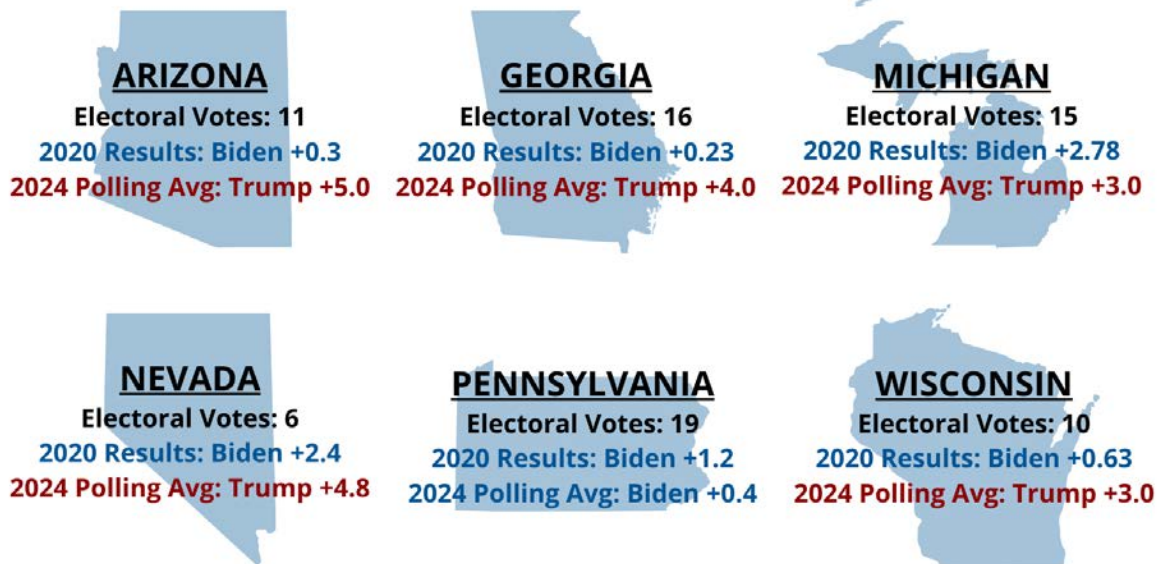 ARIZONA
Electoral Votes: 11
2020 Results: Biden +0.3
2024 Polling Avg: Trump +5.0
GEORGIA
Electoral Votes: 16
2020 Results: Biden +0.23
2024 Polling Avg: Trump +4.0
MICHIGAN
Electoral Votes: 15
2020 Results: Biden +2.78
2024 Polling Avg: Trump +3.0
NEVADA
Electoral Votes: 6
2020 Results: Biden +2.4
2024 Polling Avg: Trump +4.8
PENNSYLVANIA
Electoral Votes: 19
2020 Results: Biden +1.2
2024 Polling Avg: Biden +0.4
WISCONSIN
Electoral Votes: 10
2020 Results: Biden +0.63
2024 Polling Avg: Trump +3.0